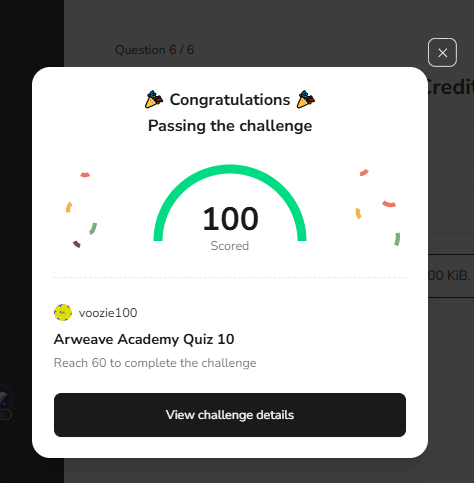 Question 6 / 6
Credit
Congratulations
Passing the challenge
100
Scored
00 KiB.
voozie100
Arweave Academy Quiz 10
Reach 60 to complete the challenge
View challenge details